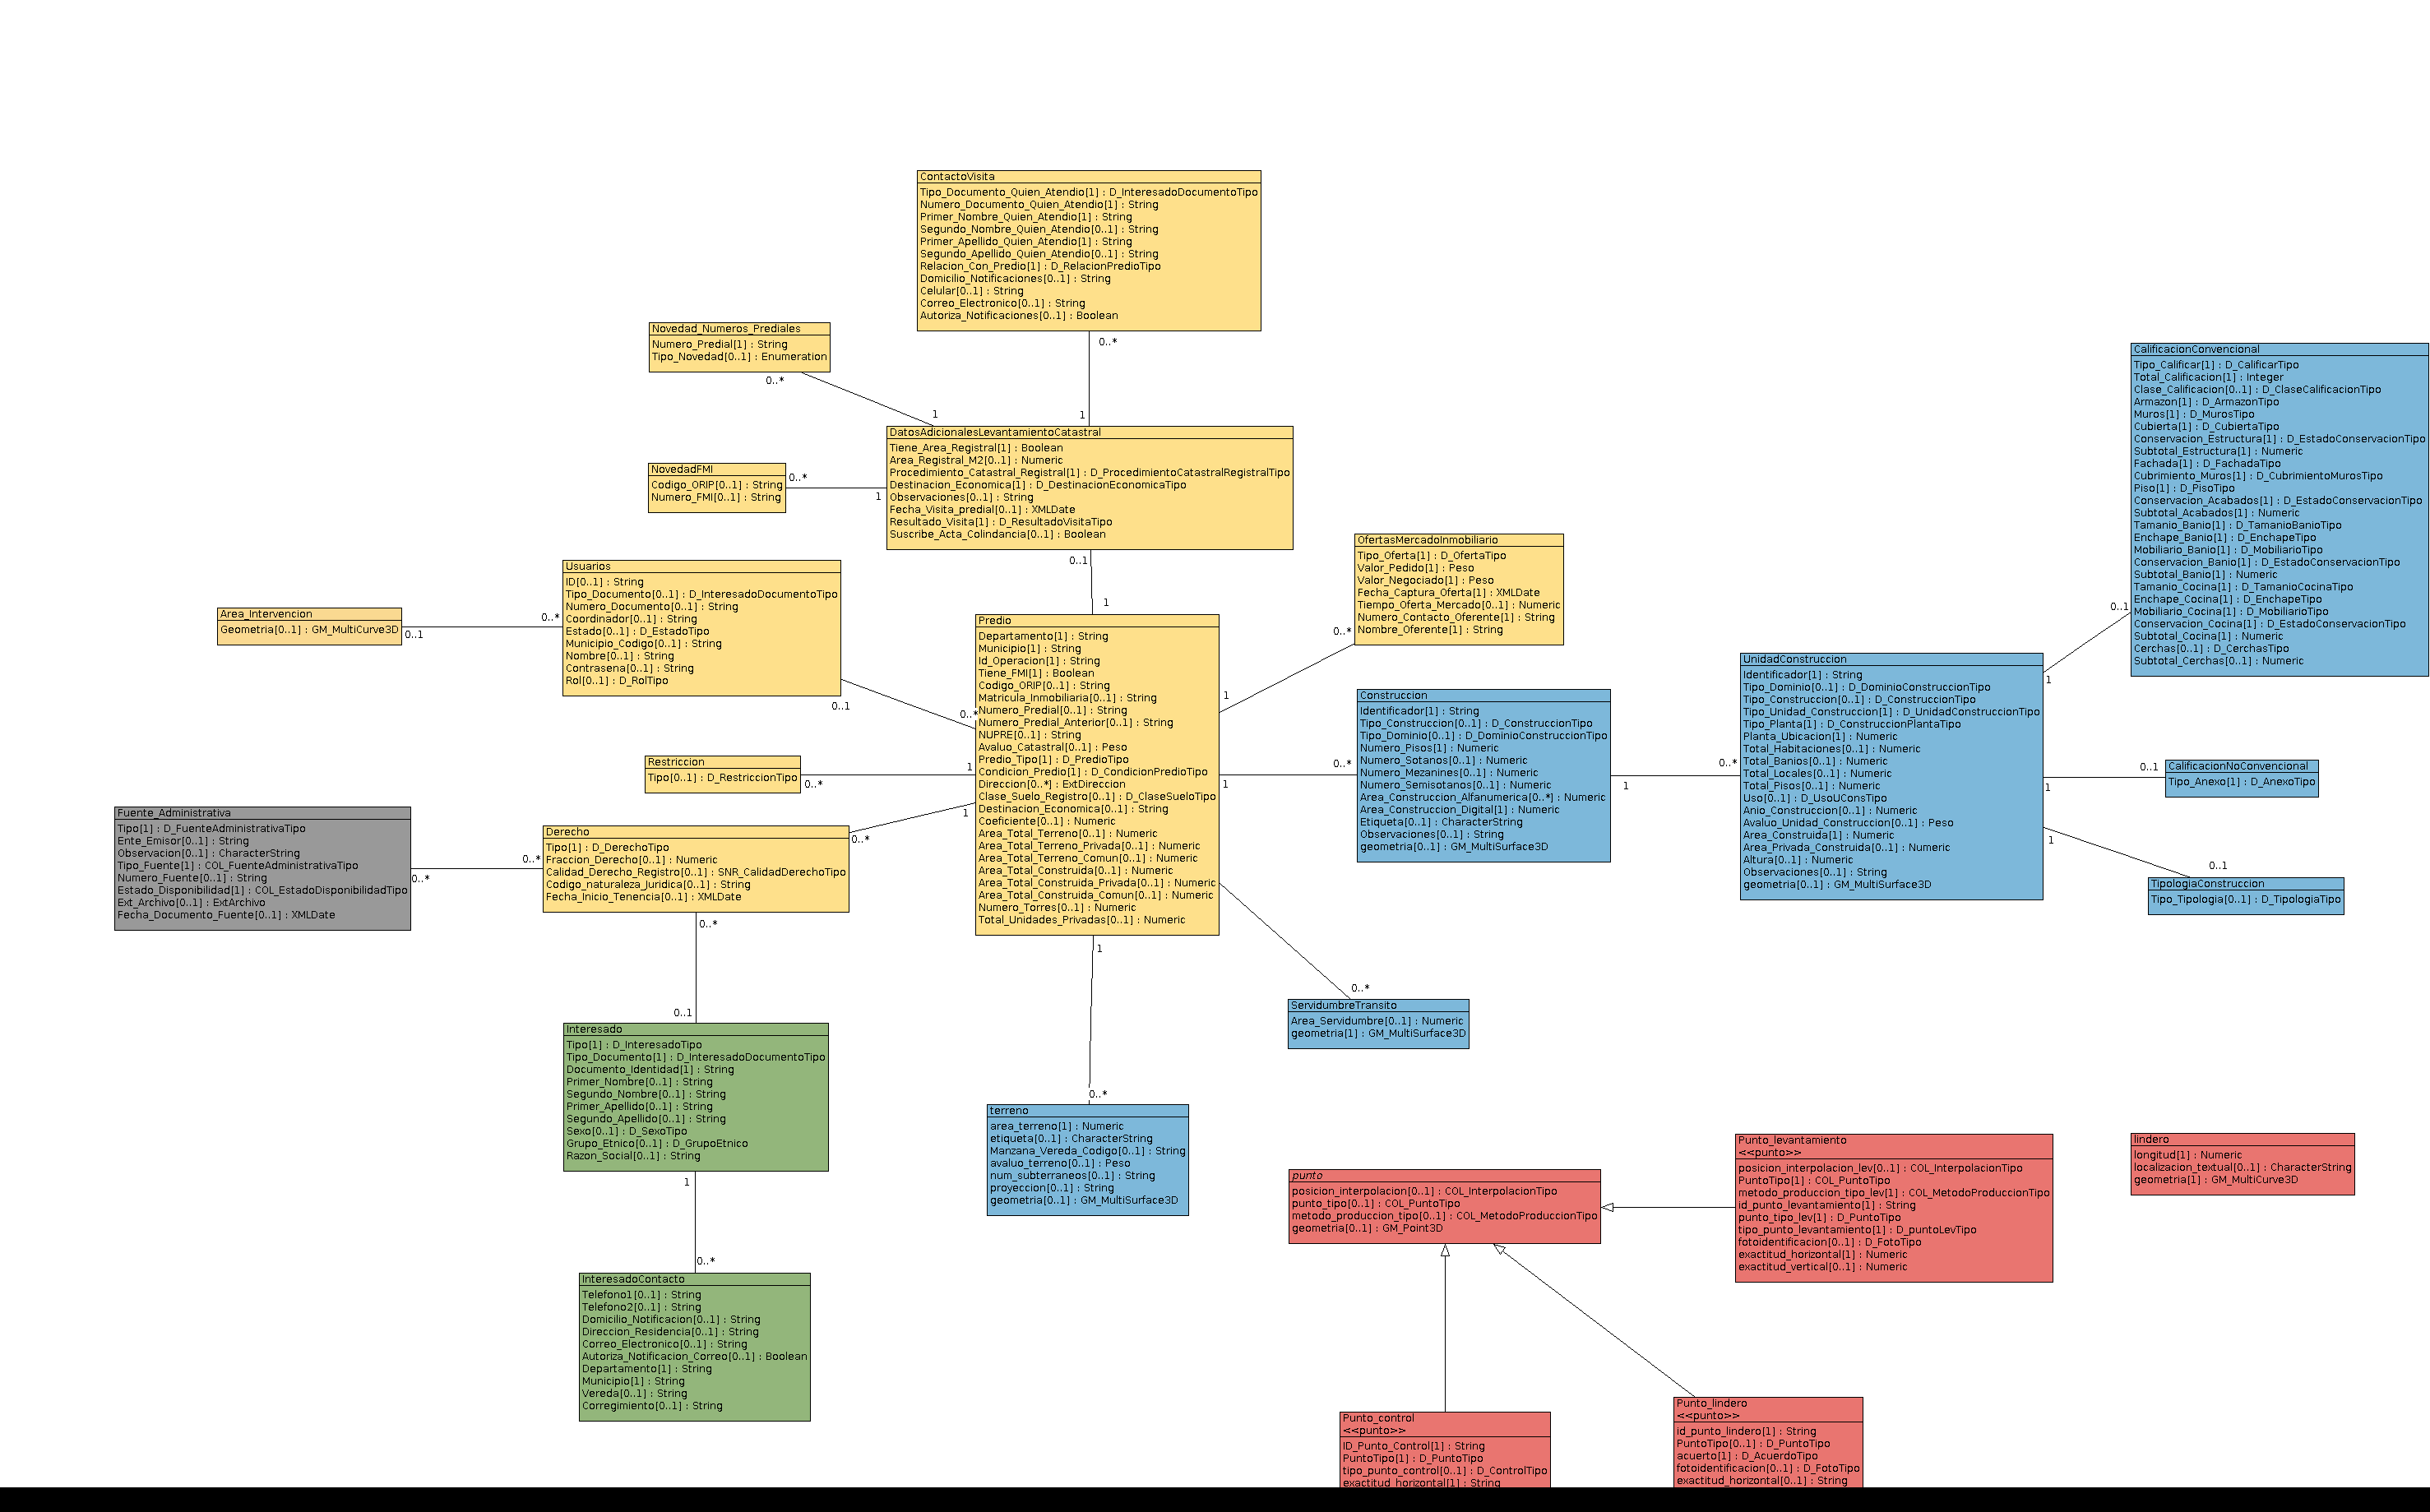 ContactoVisita
Tipo_Documento_Quien_Atendio[1] : D_InteresadoDocumentoTipo
Numero_Documento_Quien_Atendio[1] : String
Primer_Nombre_Quien_Atendio[1] : String
Segundo_Nombre_Quien_Atendio[0..1] : String
Primer_Apellido_Quien_Atendio[1] : String
Segundo_Apellido_Quien_Atendio[0..1] : String
Relacion_Con_Predio[1] : D_RelacionPredioTipo
Domicilio_Notificaciones[0..1] : String
Celular[0..1] : String
Correo_Electronico[0..1] : String
Autoriza_Notificaciones[0..1] : Boolean
0..*
1
Novedad_Numeros_Prediales
Numero_Predial[1] : String
Tipo_Novedad[0..1] : Enumeration
0..*
1
NovedadFMI
Codigo_ORIP[0..1] : String
Numero_FMI[0..1] : String
0..*
1
DatosAdicionalesLevantamientoCatastral
Tiene_Area_Registral[1] : Boolean
Area_Registral_M2[0..1] : Numeric
Procedimiento_Catastral_Registral[1] : D_ProcedimientoCatastralRegistralTipo
Destinacion_Economica[1] : D_DestinacionEconomicaTipo
Observaciones[0..1] : String
Fecha_Visita_predial[0..1] : XMLDate
Resultado_Visita[1] : D_ResultadoVisitaTipo
Suscribe_Acta_Colindancia[0..1] : Boolean
0..1
1
Area_Intervencion
Geometria[0..1] : GM_MultiCurve3D
0..1
0..*
Usuarios
ID[0..1] : String
Tipo_Documento[0..1] : D_InteresadoDocumentoTipo
Numero_Documento[0..1] : String
Coordinador[0..1] : String
Estado[0..1] : D_EstadoTipo
Municipio_Codigo[0..1] : String
Nombre[0..1] : String
Contrasena[0..1] : String
Rol[0..1] : D_RolTipo
0..1
0..*
Predio
Departamento[1] : String
Municipio[1] : String
Id_Operacion[1] : String
Tiene_FMI[1] : Boolean
Codigo_ORIP[0..1] : String
Matricula_Inmobiliaria[0..1] : String
Numero_Predial[0..1] : String
Numero_Predial_Anterior[0..1] : String
NUPRE[0..1] : String
Avaluo_Catastral[0..1] : Peso
Predio_Tipo[1] : D_PredioTipo
Condicion_Predio[1] : D_CondicionPredioTipo
Direccion[0..*] : ExtDireccion
Clase_Suelo_Registro[0..1] : D_ClaseSueloTipo
Destinacion_Economica[0..1] : String
Coeficiente[0..1] : Numeric
Area_Total_Terreno[0..1] : Numeric
Area_Total_Terreno_Privada[0..1] : Numeric
Area_Total_Terreno_Comun[0..1] : Numeric
Area_Total_Construida[0..1] : Numeric
Area_Total_Construida_Privada[0..1] : Numeric
Area_Total_Construida_Comun[0..1] : Numeric
Numero_Torres[0..1] : Numeric
Total_Unidades_Privadas[0..1] : Numeric
OfertasMercadoInmobiliario
Tipo_Oferta[1] : D_OfertaTipo
Valor_Pedido[1] : Peso
Valor_Negociado[1] : Peso
Fecha_Captura_Oferta[1] : XMLDate
Tiempo_Oferta_Mercado[0..1] : Numeric
Numero_Contacto_Oferente[1] : String
Nombre_Oferente[1] : String
0..*
1
Construccion
Identificador[1] : String
Tipo_Construccion[0..1] : D_ConstruccionTipo
Tipo_Dominio[0..1] : D_DominioConstruccionTipo
Numero_Pisos[1] : Numeric
Numero_Sotanos[0..1] : Numeric
Numero_Mezanines[0..1] : Numeric
Numero_Semisotanos[0..1] : Numeric
Area_Construccion_Alfanumerica[0..*] : Numeric
Area_Construccion_Digital[1] : Numeric
Etiqueta[0..1] : CharacterString
Observaciones[0..1] : String
geometria[0..1] : GM_MultiSurface3D
0..*
1
1
0..*
UnidadConstruccion
Identificador[1] : String
Tipo_Dominio[0..1] : D_DominioConstruccionTipo
Tipo_Construccion[0..1] : D_ConstruccionTipo
Tipo_Unidad_Construccion[1] : D_UnidadConstruccionTipo
Tipo_Planta[1] : D_ConstruccionPlantaTipo
Planta_Ubicacion[1] : Numeric
Total_Habitaciones[0..1] : Numeric
Total_Banios[0..1] : Numeric
Total_Locales[0..1] : Numeric
Total_Pisos[0..1] : Numeric
Uso[0..1] : D_UsoUConsTipo
Anio_Construccion[0..1] : Numeric
Avaluo_Unidad_Construccion[0..1] : Peso
Area_Construida[1] : Numeric
Area_Privada_Construida[0..1] : Numeric
Altura[0..1] : Numeric
Observaciones[0..1] : String
geometria[0..1] : GM_MultiSurface3D
CalificacionConvencional
Tipo_Calificar[1] : D_CalificarTipo
Total_Calificacion[1] : Integer
Clase_Calificacion[0..1] : D_ClaseCalificacionTipo
Armazon[1] : D_ArmazonTipo
Muros[1] : D_MurosTipo
Cubierta[1] : D_CubiertaTipo
Conservacion_Estructura[1] : D_EstadoConservacionTipo
Subtotal_Estructura[1] : Numeric
Fachada[1] : D_FachadaTipo
Cubrimiento_Muros[1] : D_CubrimientoMurosTipo
Piso[1] : D_PisoTipo
Conservacion_Acabados[1] : D_EstadoConservacionTipo
Subtotal_Acabados[1] : Numeric
Tamanio_Banio[1] : D_TamanioBanioTipo
Enchape_Banio[1] : D_EnchapeTipo
Mobiliario_Banio[1] : D_MobiliarioTipo
Conservacion_Banio[1] : D_EstadoConservacionTipo
Subtotal_Banio[1] : Numeric
Tamanio_Cocina[1] : D_TamanioCocinaTipo
Enchape_Cocina[1] : D_EnchapeTipo
Mobiliario_Cocina[1] : D_MobiliarioTipo
Conservacion_Cocina[0..1] : D_EstadoConservacionTipo
Subtotal_Cocina[1] : Numeric
Cerchas[0..1] : D_CerchasTipo
Subtotal_Cerchas[0..1] : Numeric
0..1
1
CalificacionNoConvencional
Tipo_Anexo[1] : D_AnexoTipo
0..1
1
TipologiaConstruccion
Tipo_Tipologia[0..1] : D_TipologiaTipo
0..1
1
Restriccion
Tipo[0..1] : D_RestriccionTipo
0..*
1
Fuente_Administrativa
Tipo[1] : D_FuenteAdministrativaTipo
Ente_Emisor[0..1] : String
Observacion[0..1] : CharacterString
Tipo_Fuente[1] : COL_FuenteAdministrativaTipo
Numero_Fuente[0..1] : String
Estado_Disponibilidad[1] : COL_EstadoDisponibilidadTipo
Ext_Archivo[0..1] : ExtArchivo
Fecha_Documento_Fuente[0..1] : XMLDate
0..*
0..*
Derecho
Tipo[1] : D_DerechoTipo
Fraccion_Derecho[0..1] : Numeric
Calidad_Derecho_Registro[0..1] : SNR_CalidadDerechoTipo
Codigo_naturaleza_Juridica[0..1] : String
Fecha_Inicio_Tenencia[0..1] : XMLDate
0..*
1
0..*
0..1
Interesado
Tipo[1] : D_InteresadoTipo
Tipo_Documento[1] : D_InteresadoDocumentoTipo
Documento_Identidad[1] : String
Primer_Nombre[0..1] : String
Segundo_Nombre[0..1] : String
Primer_Apellido[0..1] : String
Segundo_Apellido[0..1] : String
Sexo[0..1] : D_SexoTipo
Grupo_Etnico[0..1] : D_GrupoEtnico
Razon_Social[0..1] : String
1
0..*
InteresadoContacto
Telefono1[0..1] : String
Telefono2[0..1] : String
Domicilio_Notificacion[0..1] : String
Direccion_Residencia[0..1] : String
Correo_Electronico[0..1] : String
Autoriza_Notificacion_Correo[0..1] : Boolean
Departamento[1] : String
Municipio[1] : String
Vereda[0..1] : String
Corregimiento[0..1] : String
1
0..*
terreno
area_terreno[1] : Numeric
etiqueta[0..1] : CharacterString
Manzana_Vereda_Codigo[0..1] : String
avaluo_terreno[0..1] : Peso
num_subterraneos[0..1] : String
proyeccion[0..1] : String
geometria[0..1] : GM_MultiSurface3D
0..*
ServidumbreTransito
Area_Servidumbre[0..1] : Numeric
geometria[1] : GM_MultiSurface3D
punto
posicion_interpolacion[0..1] : COL_InterpolacionTipo
punto_tipo[0..1] : COL_PuntoTipo
metodo_produccion_tipo[0..1] : COL_MetodoProduccionTipo
geometria[0..1] : GM_Point3D
Punto_levantamiento
<<punto>>
posicion_interpolacion_lev[0..1] : COL_InterpolacionTipo
PuntoTipo[1] : COL_PuntoTipo
metodo_produccion_tipo_lev[1] : COL_MetodoProduccionTipo
id_punto_levantamiento[1] : String
punto_tipo_lev[1] : D_PuntoTipo
tipo_punto_levantamiento[1] : D_puntoLevTipo
fotoidentificacion[0..1] : D_FotoTipo
exactitud_horizontal[1] : Numeric
exactitud_vertical[0..1] : Numeric
lindero
longitud[1] : Numeric
localizacion_textual[0..1] : CharacterString
geometria[1] : GM_MultiCurve3D
Punto_control
<<punto>>
ID_Punto_Control[1] : String
PuntoTipo[1] : D_PuntoTipo
tipo_punto_control[0..1] : D_ControlTipo
exactitud_horizontal[1] : String
Punto_lindero
<<punto>>
id_punto_lindero[1] : String
PuntoTipo[0..1] : D_PuntoTipo
acuerto[1] : D_AcuerdoTipo
fotoidentificacion[0..1] : D_FotoTipo
exactitud_horizontal[0..1] : String